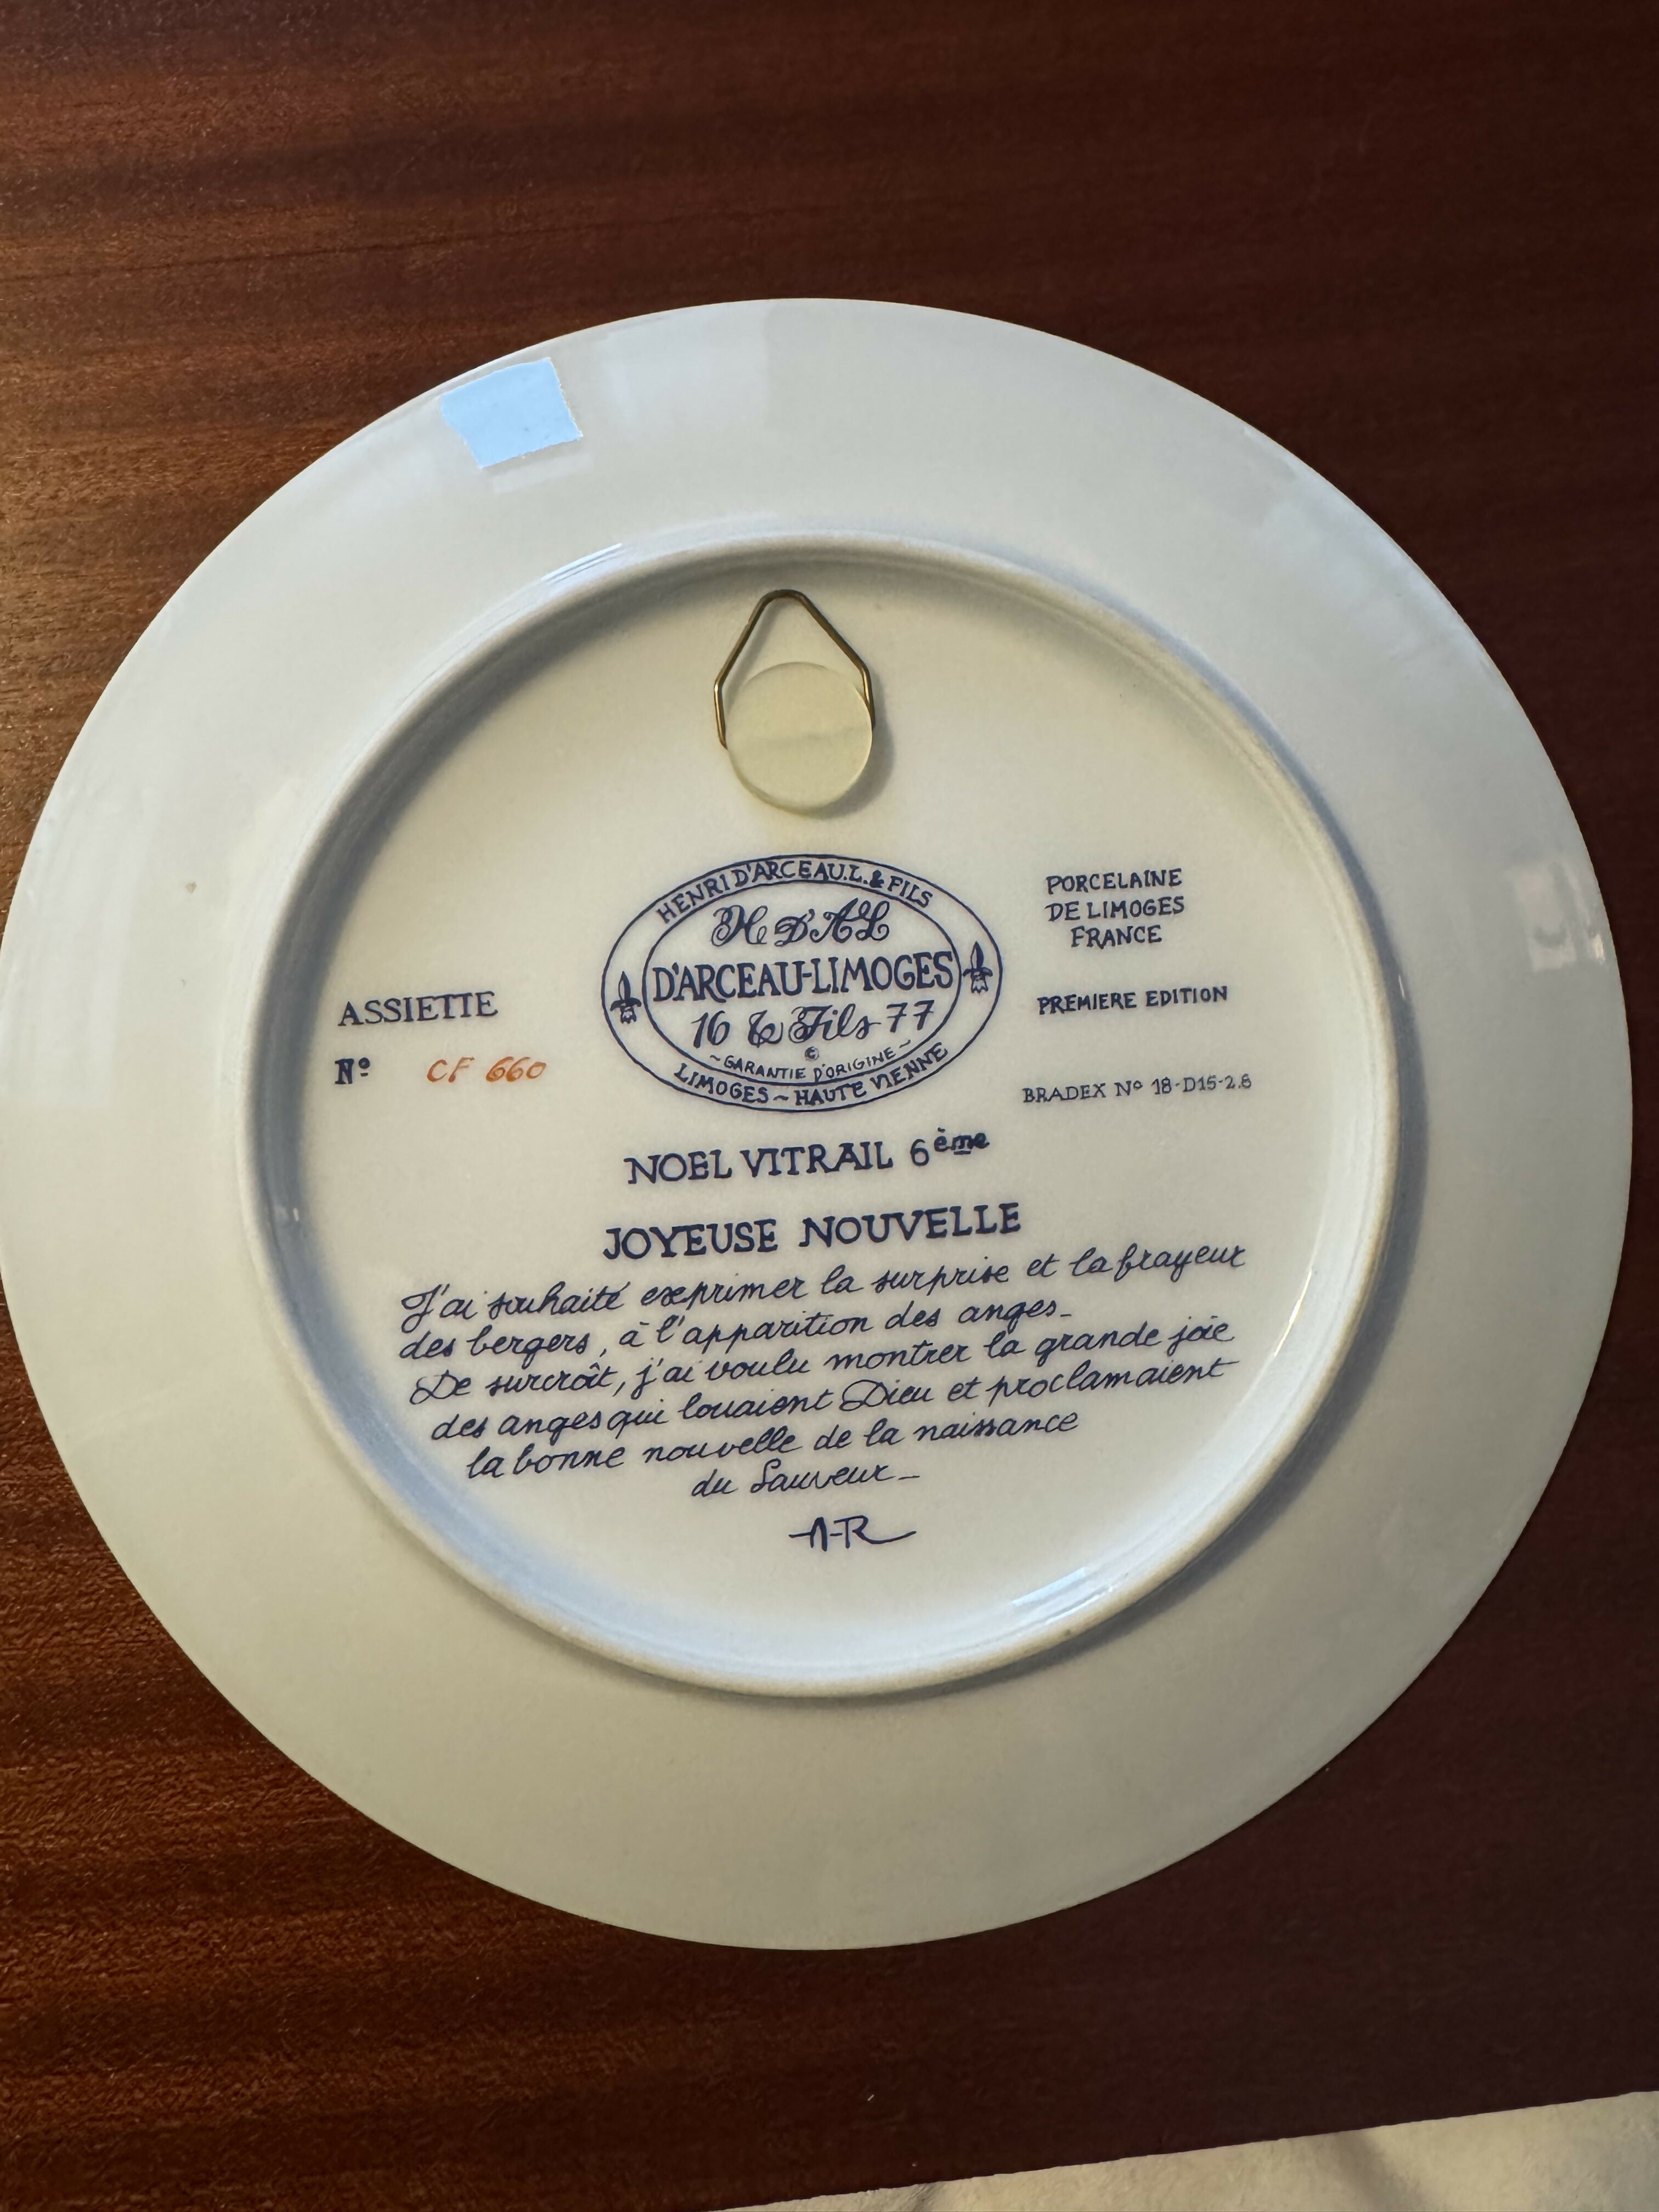 HENRI D'ARCEAU.L. & FILS
H D'A & L
D'ARCEAU-LIMOGES
16 & Fils 77
©
~GARANTIE D'ORIGINE~
LIMOGES ~ HAUTE VIENNE
PORCELAINE
DE LIMOGES
FRANCE
ASSIETTE
PREMIERE EDITION
Nº CF 660
BRADEX Nº 18-D15-2.8
NOEL VITRAIL 6ème
JOYEUSE NOUVELLE
J'ai souhaité exprimer la surprise et la frayeur
des bergers, à l'apparition des anges_
De surcroît, j'ai voulu montrer la grande joie
des anges qui louaient Dieu et proclamaient
la bonne nouvelle de la naissance
du Sauveur_
A-R